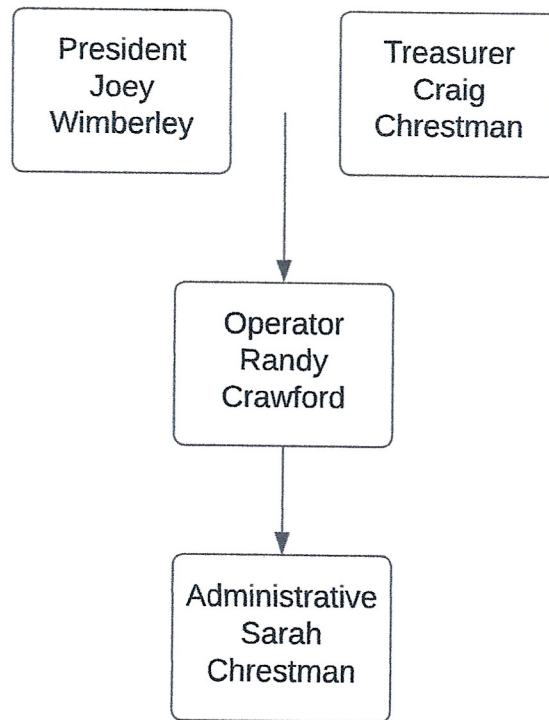 President
Joey
Wimberley
Treasurer
Craig
Chrestman
Operator
Randy
Crawford
Administrative
Sarah
Chrestman